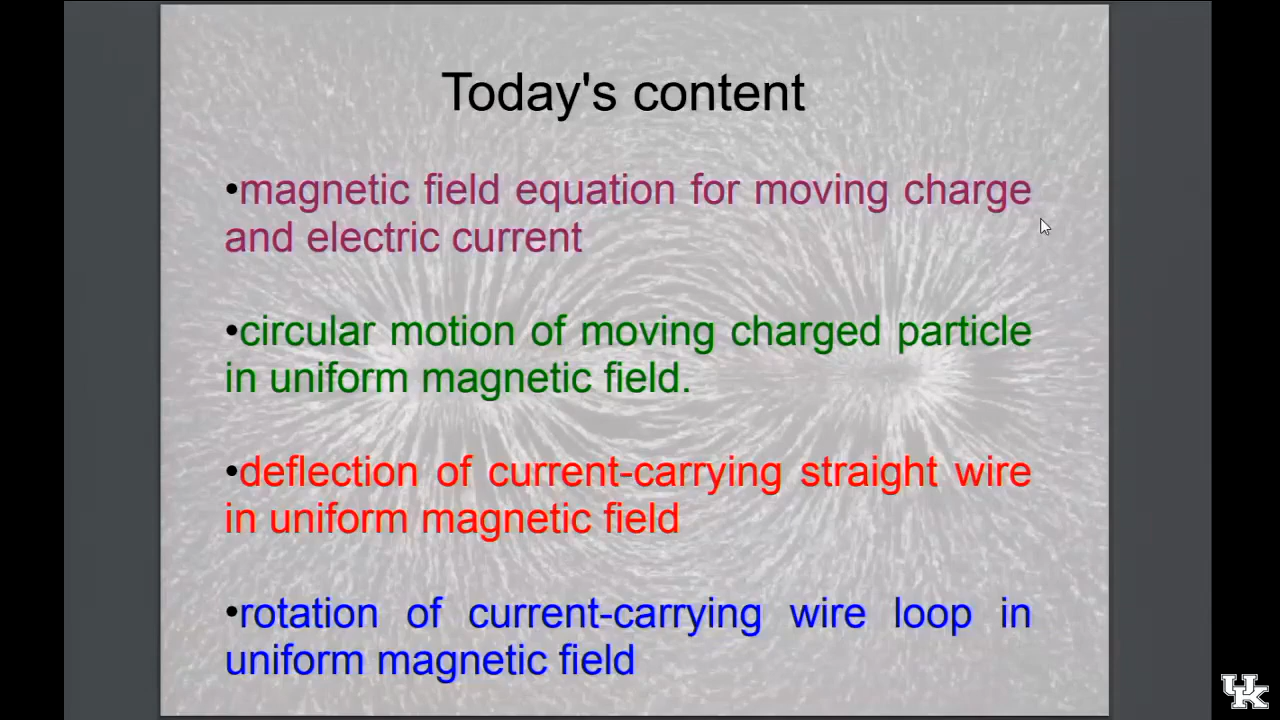 Today's content
•magnetic field equation for moving charge
and electric current
•circular motion of moving charged particle
in uniform magnetic field.
•deflection of current-carrying straight wire
in uniform magnetic field
•rotation of current-carrying wire loop in
uniform magnetic field
UK